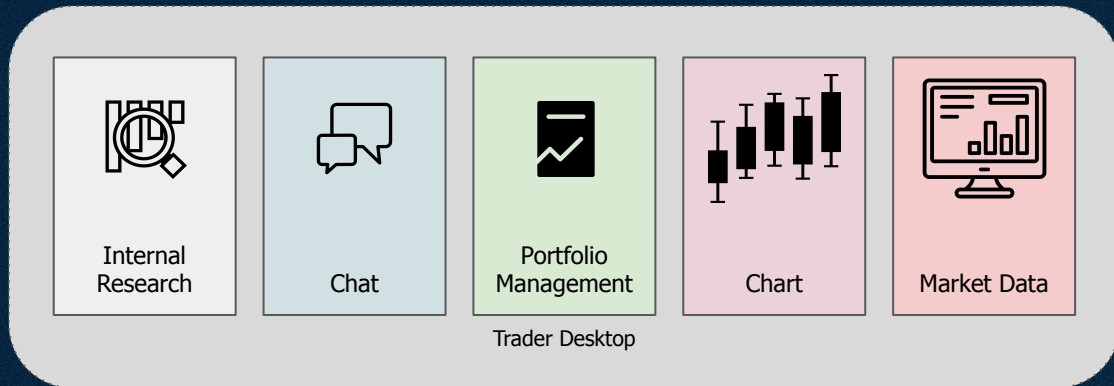 Internal
Research
Chat
Portfolio
Management
Chart
Market Data
Trader Desktop